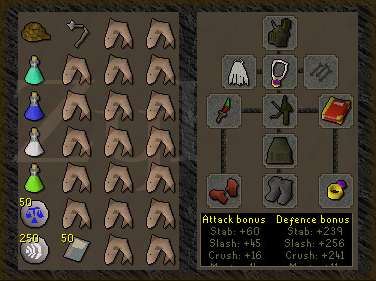 50
250
50
Attack bonus Defence bonus
Stab: +60 Stab: +239
Slash: +45 Slash: +256
Crush: +16 Crush: +241